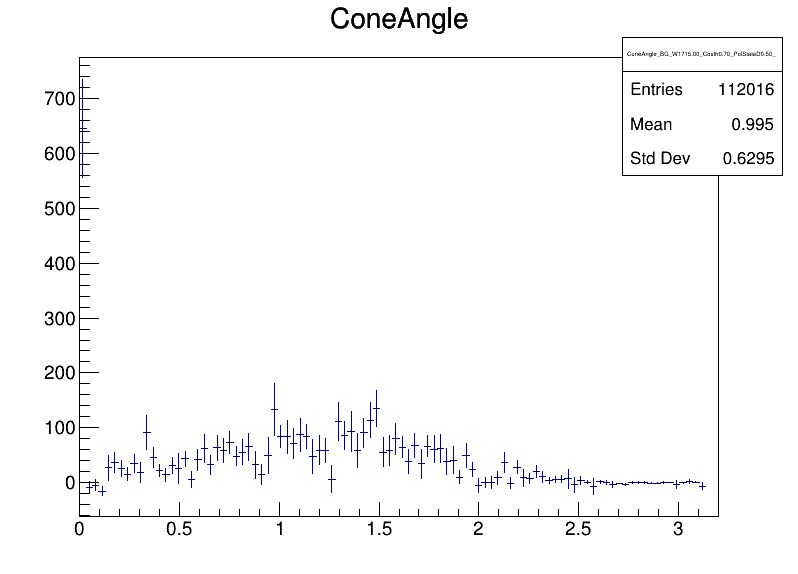 ConeAngle
ConeAngle_BG_W1715.00_Costh0.70_PolStateD0.50_
Entries 112016
Mean 0.995
Std Dev 0.6295
700
600
500
400
300
200
100
0
0 0.5 1 1.5 2 2.5 3